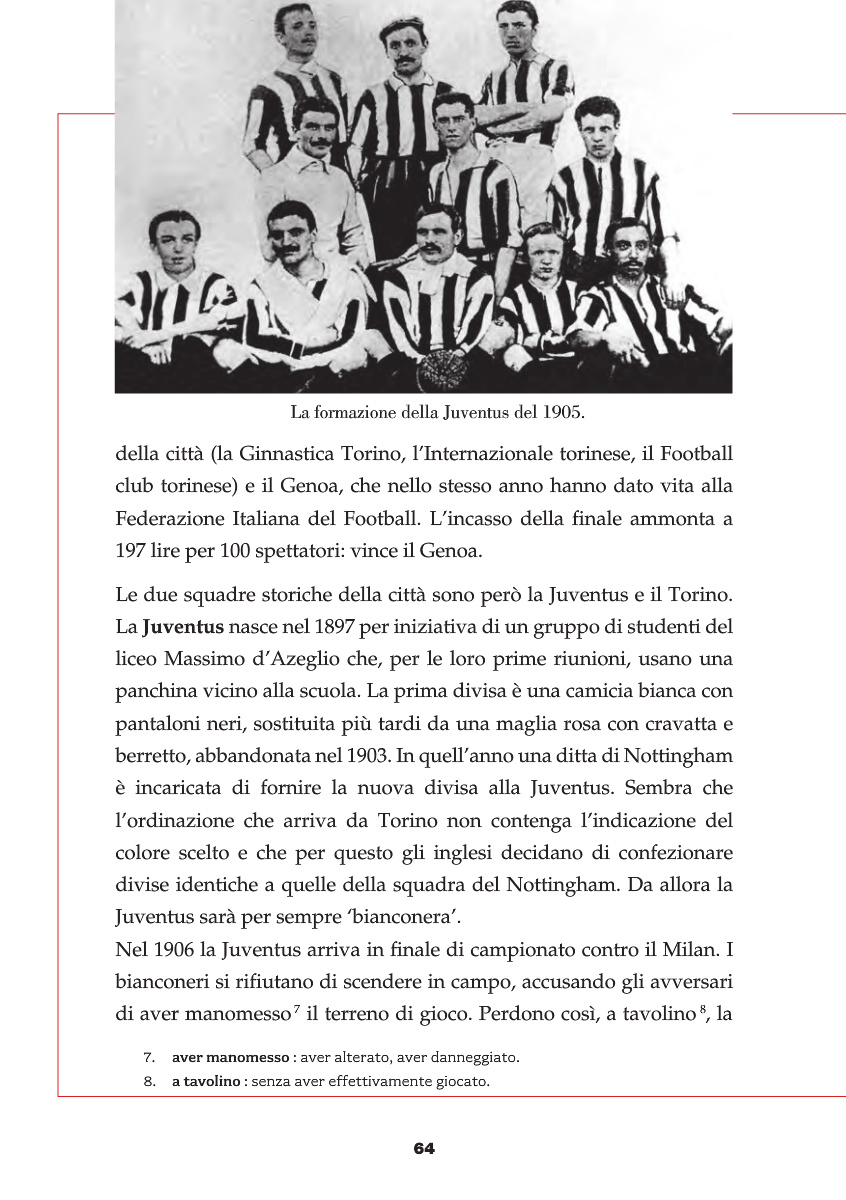 La formazione della Juventus del 1905.
della città (la Ginnastica Torino, l’Internazionale torinese, il Football
club torinese) e il Genoa, che nello stesso anno hanno dato vita alla
Federazione Italiana del Football. L’incasso della finale ammonta a
197 lire per 100 spettatori: vince il Genoa.
Le due squadre storiche della città sono però la Juventus e il Torino.
La Juventus nasce nel 1897 per iniziativa di un gruppo di studenti del
liceo Massimo d’Azeglio che, per le loro prime riunioni, usano una
panchina vicino alla scuola. La prima divisa è una camicia bianca con
pantaloni neri, sostituita più tardi da una maglia rosa con cravatta e
berretto, abbandonata nel 1903. In quell’anno una ditta di Nottingham
è incaricata di fornire la nuova divisa alla Juventus. Sembra che
l’ordinazione che arriva da Torino non contenga l’indicazione del
colore scelto e che per questo gli inglesi decidano di confezionare
divise identiche a quelle della squadra del Nottingham. Da allora la
Juventus sarà per sempre ‘bianconera’.
Nel 1906 la Juventus arriva in finale di campionato contro il Milan. I
bianconeri si rifiutano di scendere in campo, accusando gli avversari
di aver manomesso⁷ il terreno di gioco. Perdono così, a tavolino⁸, la
7. aver manomesso : aver alterato, aver danneggiato.
8. a tavolino : senza aver effettivamente giocato.
64